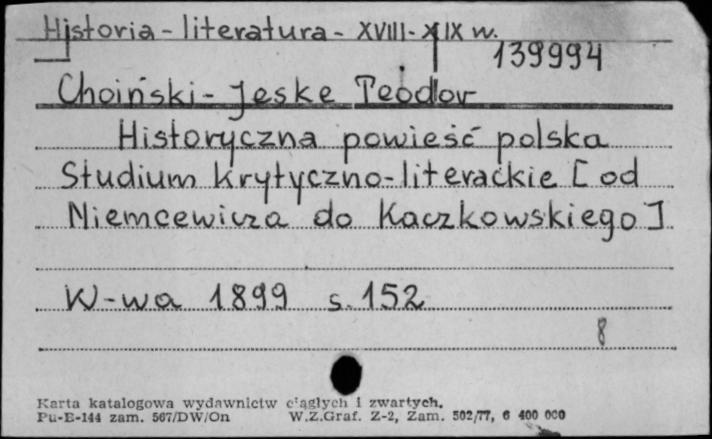 Historia - literatura - XVIII - XIX w.
139994
Choiński - Jeske Teodor
Historyczna powieść polska
Studium krytyczno-literackie [od
Niemcewicza do Kaczkowskiego]
W-wa 1899 s. 152
8
Karta katalogowa wydawnictw ciągłych i zwartych.
Pu-B-144 zam. 567/DW/On W.Z.Graf. Z-2, Zam. 502/77, 6 400 000